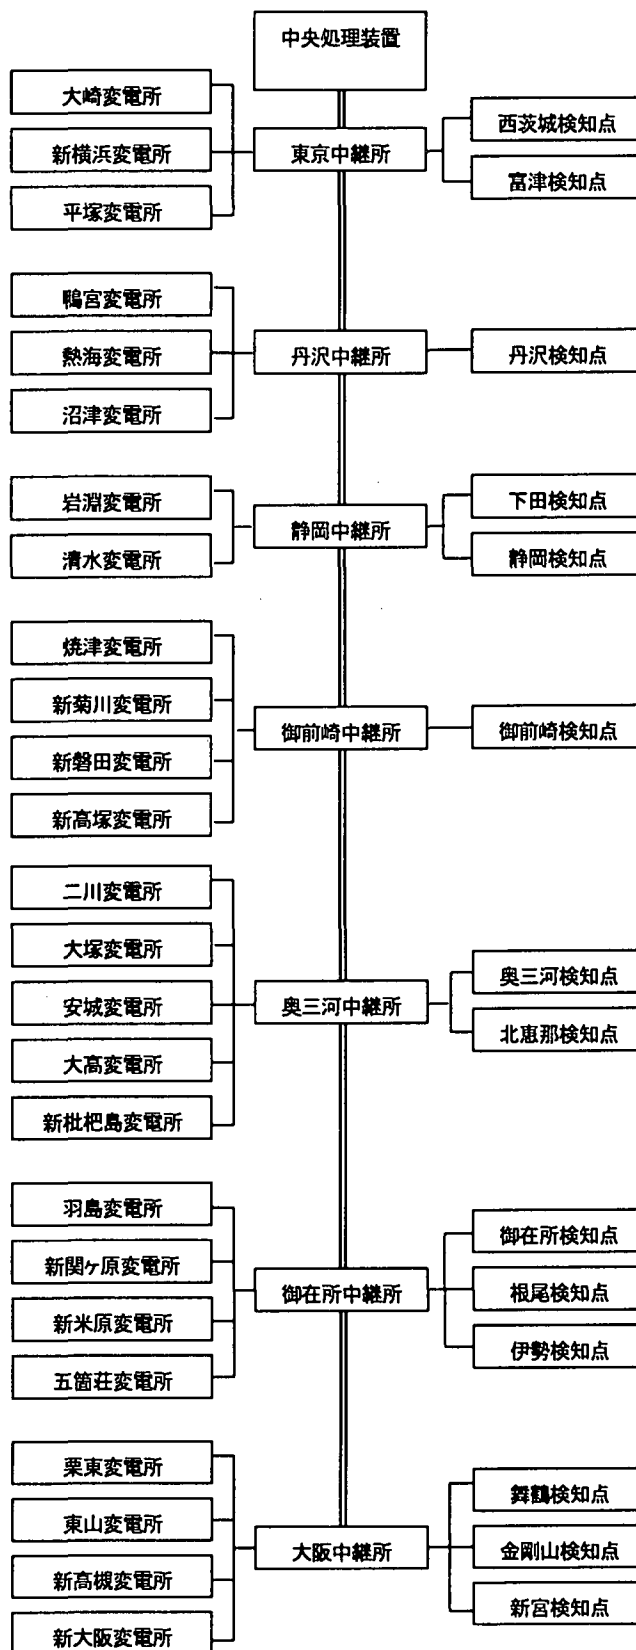 中央処理装置
大崎変電所
新横浜変電所
平塚変電所
東京中継所
西茨城検知点
富津検知点
鴨宮変電所
熱海変電所
沼津変電所
丹沢中継所
丹沢検知点
岩淵変電所
清水変電所
静岡中継所
下田検知点
静岡検知点
焼津変電所
新菊川変電所
新磐田変電所
新高塚変電所
御前崎中継所
御前崎検知点
二川変電所
大塚変電所
安城変電所
大高変電所
新枇杷島変電所
奥三河中継所
奥三河検知点
北恵那検知点
羽島変電所
新関ヶ原変電所
新米原変電所
五箇荘変電所
御在所中継所
御在所検知点
根尾検知点
伊勢検知点
栗東変電所
東山変電所
新高槻変電所
新大阪変電所
大阪中継所
舞鶴検知点
金剛山検知点
新宮検知点